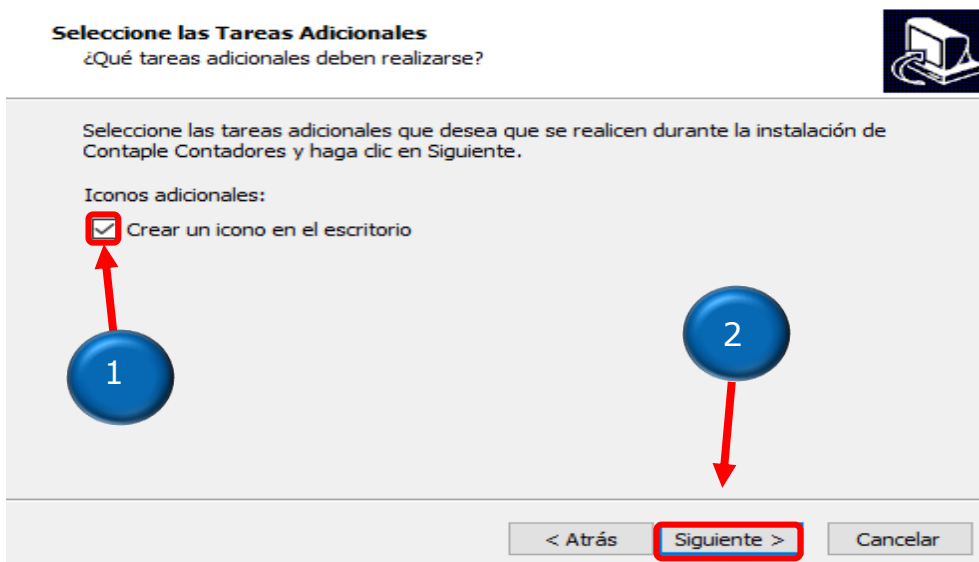 Seleccione las Tareas Adicionales
¿Qué tareas adicionales deben realizarse?
Seleccione las tareas adicionales que desea que se realicen durante la instalación de
Contaple Contadores y haga clic en Siguiente.
Iconos adicionales:
Crear un icono en el escritorio
1
2
< Atrás
Siguiente >
Cancelar